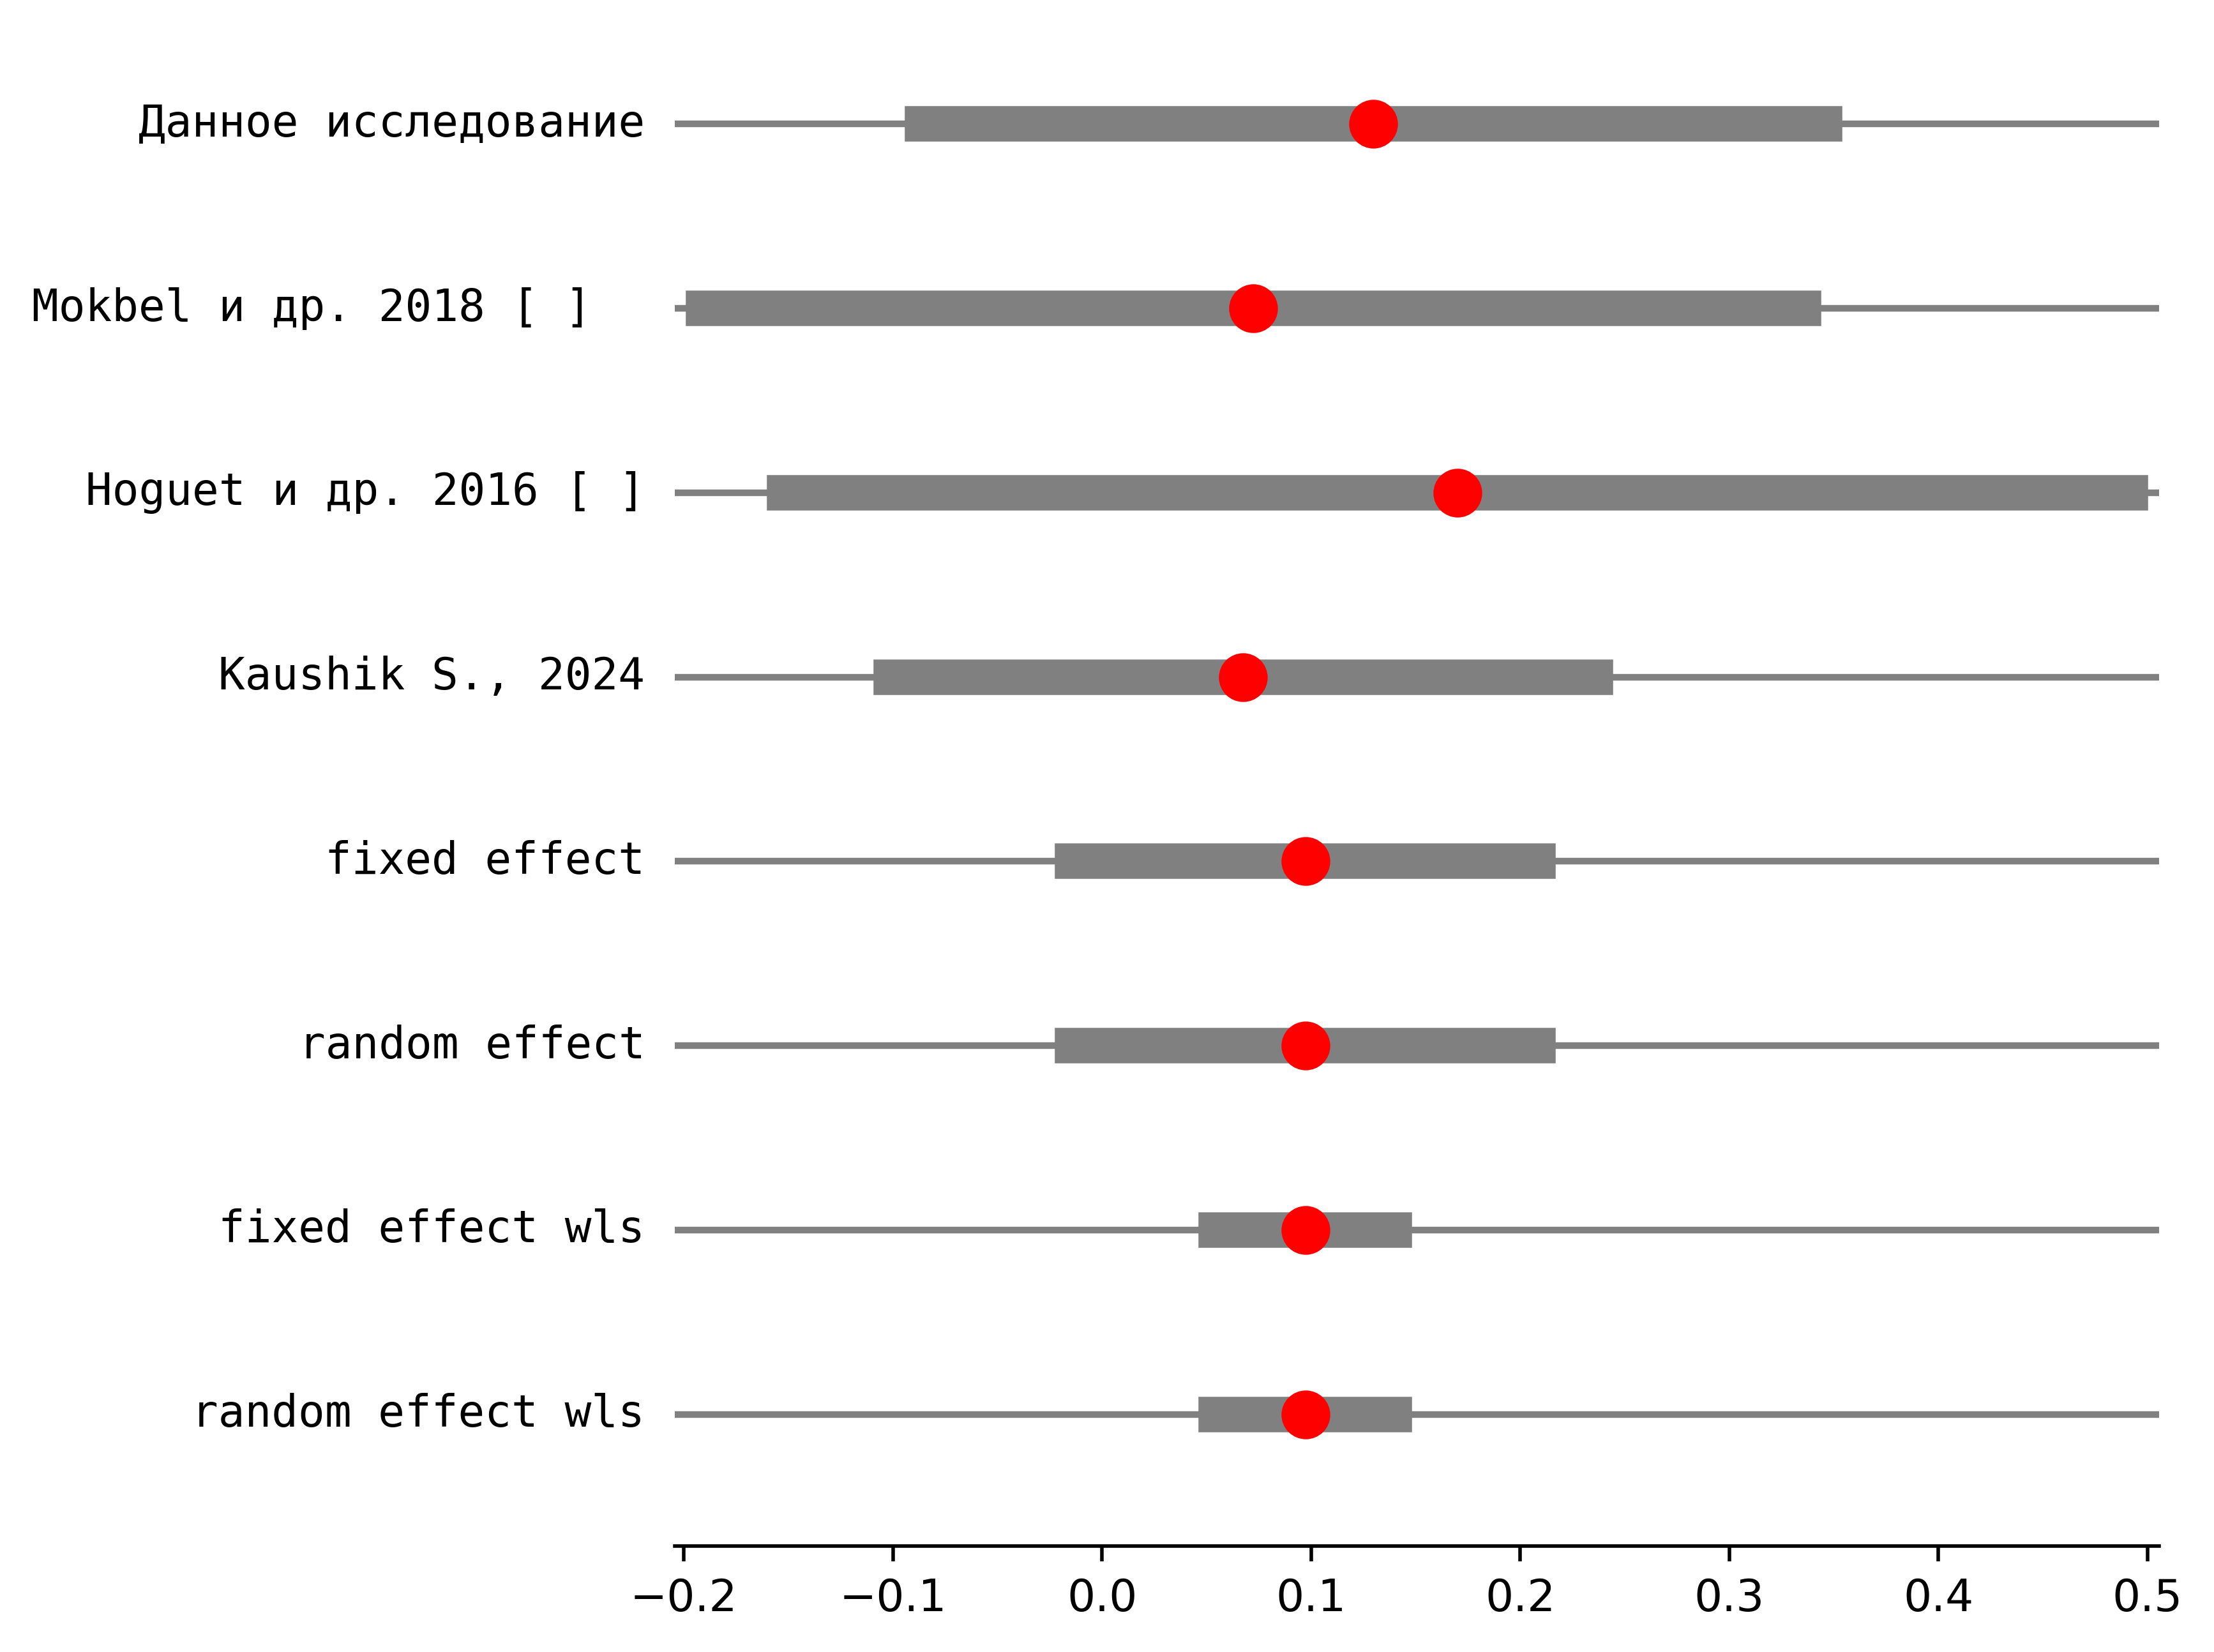 Данное исследование
Mokbel и др. 2018 [ ]
Hoguet и др. 2016 [ ]
Kaushik S., 2024
fixed effect
random effect
fixed effect wls
random effect wls
−0.2 −0.1 0.0 0.1 0.2 0.3 0.4 0.5